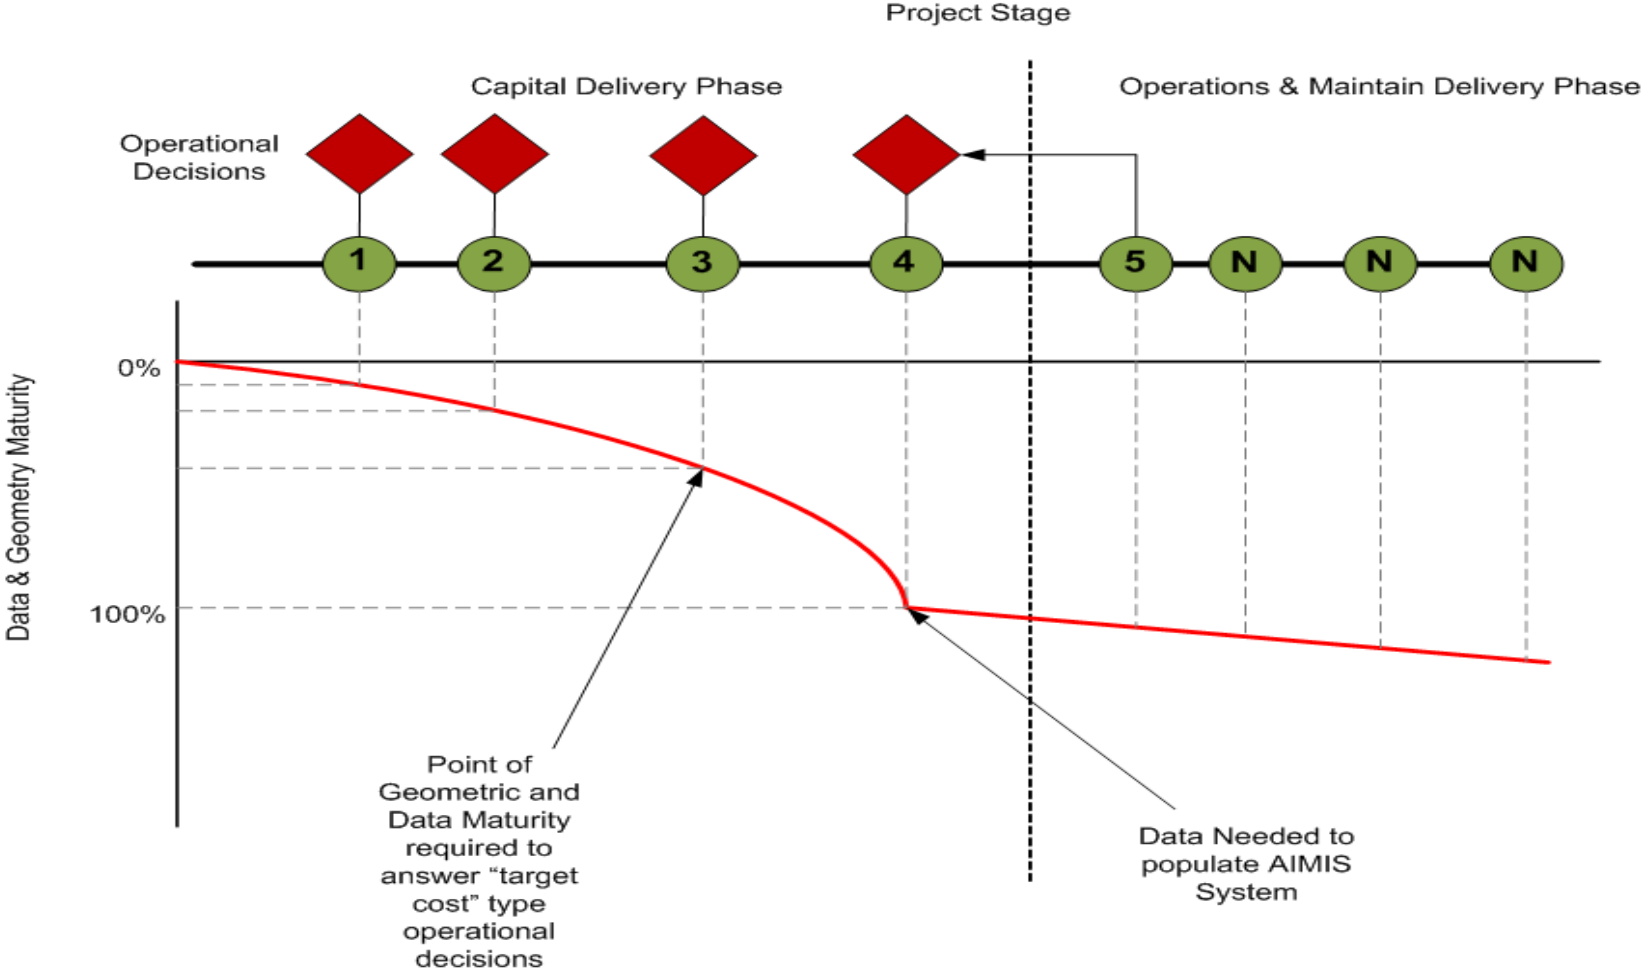 Project Stage
Capital Delivery Phase
Operations & Maintain Delivery Phase
Operational
Decisions
1
2
3
4
5
N
N
N
0%
Data & Geometry Maturity
100%
Point of
Geometric and
Data Maturity
required to
answer “target
cost” type
operational
decisions
Data Needed to
populate AIMIS
System